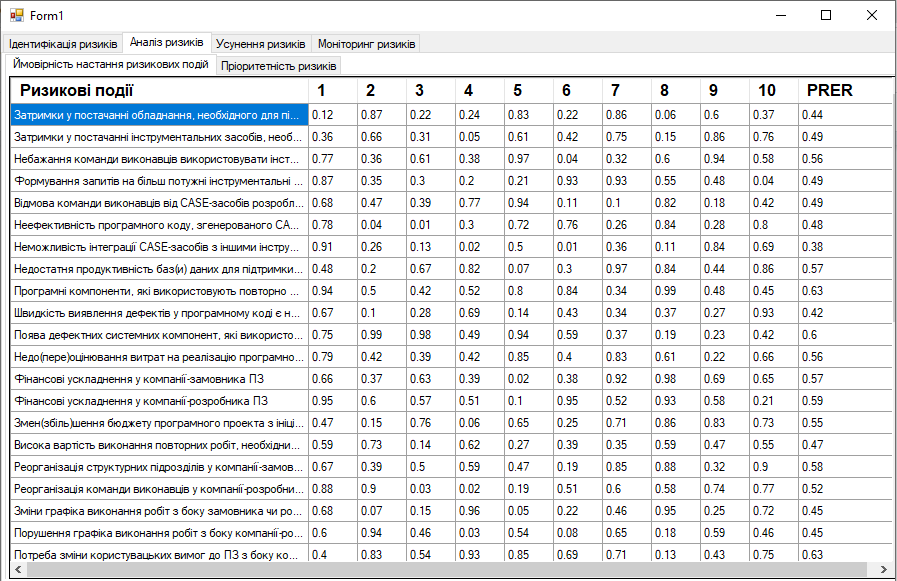 Form1
Ідентифікація ризиків Аналіз ризиків Усунення ризиків Моніторинг ризиків
Ймовірність настання ризикових подій Пріоритетність ризиків
Ризикові події 1 2 3 4 5 6 7 8 9 10 PRER
Затримки у постачанні обладнання, необхідного для пі... 0.12 0.87 0.22 0.24 0.83 0.22 0.86 0.06 0.6 0.37 0.44
Затримки у постачанні інструментальних засобів, необ... 0.36 0.66 0.31 0.05 0.61 0.42 0.75 0.15 0.86 0.76 0.49
Небажання команди виконавців використовувати інст... 0.77 0.36 0.61 0.38 0.97 0.04 0.32 0.6 0.94 0.58 0.56
Формування запитів на більш потужні інструментальні ... 0.87 0.35 0.3 0.2 0.21 0.93 0.93 0.55 0.48 0.04 0.49
Відмова команди виконавців від CASE-засобів розробл... 0.68 0.47 0.39 0.77 0.94 0.11 0.1 0.82 0.18 0.42 0.49
Неефективність програмного коду, згенерованого CA... 0.78 0.04 0.01 0.3 0.72 0.76 0.26 0.84 0.28 0.8 0.48
Неможливість інтеграції CASE-засобів з іншими інстру... 0.91 0.26 0.13 0.02 0.5 0.01 0.36 0.11 0.84 0.69 0.38
Недостатня продуктивність баз(и) даних для підтримки... 0.48 0.2 0.67 0.82 0.07 0.3 0.97 0.84 0.44 0.86 0.57
Програмні компоненти, які використовують повторно ... 0.94 0.5 0.42 0.52 0.8 0.84 0.34 0.99 0.48 0.45 0.63
Швидкість виявлення дефектів у програмному коді є н... 0.67 0.1 0.28 0.69 0.14 0.43 0.34 0.37 0.27 0.93 0.42
Поява дефектних системних компонент, які використо... 0.75 0.99 0.98 0.49 0.94 0.59 0.37 0.19 0.23 0.42 0.6
Недо(пере)оцінювання витрат на реалізацію програмно... 0.79 0.42 0.39 0.42 0.85 0.4 0.83 0.61 0.22 0.66 0.56
Фінансові ускладнення у компанії-замовника ПЗ 0.66 0.37 0.63 0.39 0.02 0.38 0.92 0.98 0.69 0.65 0.57
Фінансові ускладнення у компанії-розробника ПЗ 0.95 0.6 0.57 0.51 0.1 0.95 0.52 0.93 0.58 0.21 0.59
Змен(збіль)шення бюджету програмного проекта з ініці... 0.47 0.15 0.76 0.06 0.65 0.25 0.71 0.86 0.83 0.73 0.55
Висока вартість виконання повторних робіт, необхідни... 0.59 0.73 0.14 0.62 0.27 0.39 0.35 0.59 0.47 0.55 0.47
Реорганізація структурних підрозділів у компанії-замов... 0.67 0.39 0.5 0.59 0.47 0.19 0.85 0.88 0.32 0.9 0.58
Реорганізація команди виконавців у компанії-розробни... 0.88 0.9 0.03 0.02 0.19 0.51 0.6 0.58 0.74 0.77 0.52
Зміни графіка виконання робіт з боку замовника чи ро... 0.68 0.07 0.15 0.96 0.05 0.22 0.46 0.95 0.25 0.72 0.45
Порушення графіка виконання робіт з боку компанії-ро... 0.6 0.94 0.46 0.03 0.54 0.08 0.65 0.18 0.59 0.46 0.45
Потреба зміни користувацьких вимог до ПЗ з боку ко... 0.4 0.83 0.54 0.93 0.85 0.69 0.71 0.13 0.43 0.75 0.63